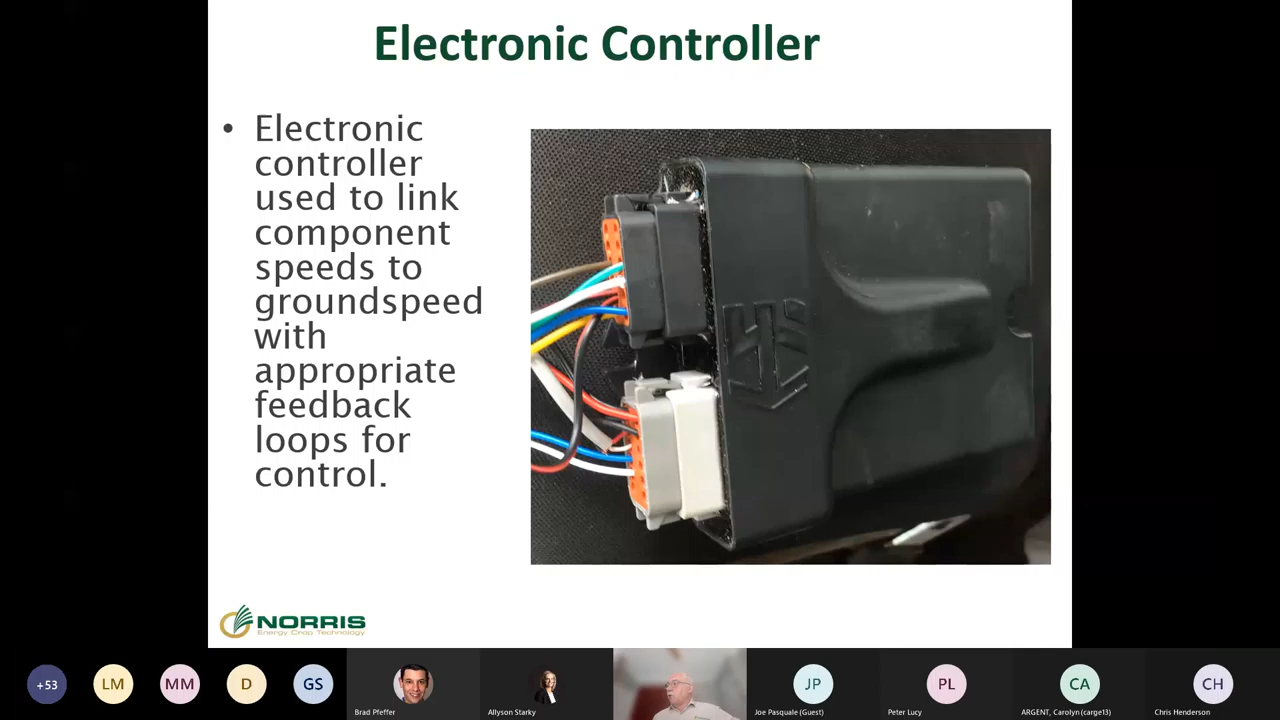 Electronic Controller
• Electronic
controller
used to link
component
speeds to
groundspeed
with
appropriate
feedback
loops for
control.
NORRIS
Energy Crop Technology
+53
LM
MM
D
GS
JP
PL
CA
CH
Brad Pfeffer
Allyson Starky
Joe Pasquale (Guest)
Peter Lucy
ARGENT, Carolyn (carge13)
Chris Henderson